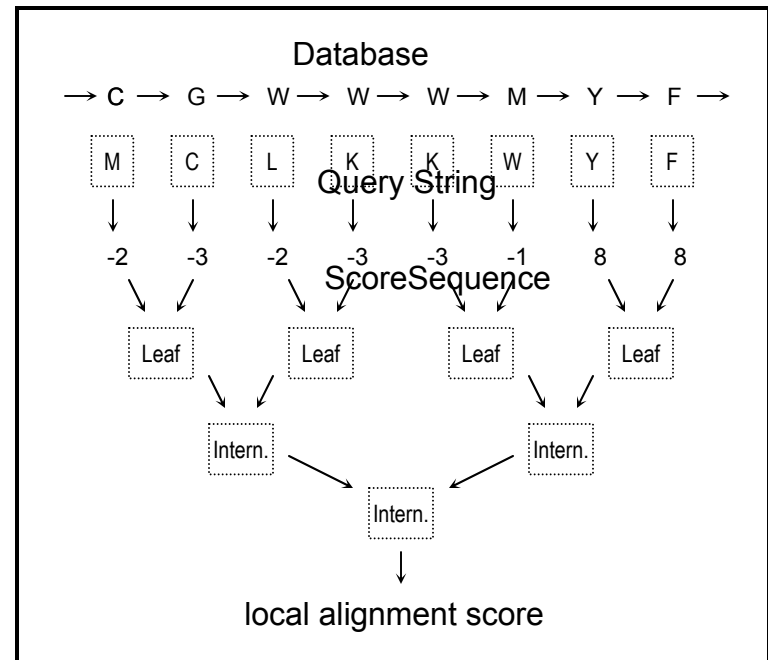 Database
C G W W W M Y F
M C L K K W Y F
Query String
-2 -3 -2 -3 -3 -1 8 8
ScoreSequence
Leaf Leaf Leaf Leaf
Intern. Intern.
Intern.
local alignment score